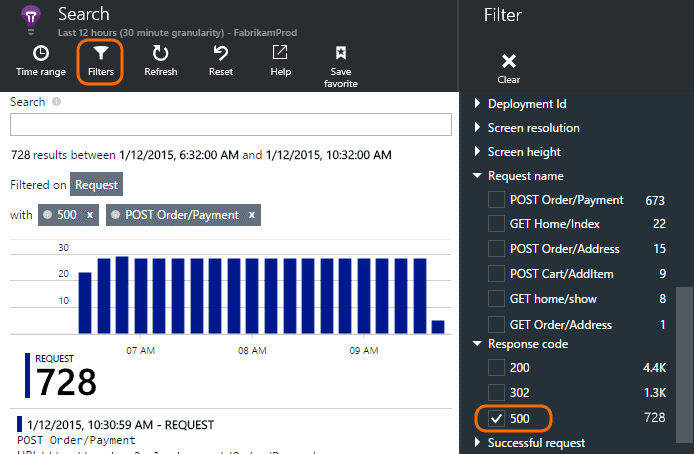 Search
Last 12 hours (30 minute granularity) - FabrikamProd
Time range
Filters
Refresh
Reset
Help
Save
favorite
Search
728 results between 1/12/2015, 6:32:00 AM and 1/12/2015, 10:32:00 AM
Filtered on Request
with 500 x POST Order/Payment x
30
20
10
07 AM 08 AM 09 AM
REQUEST
728
1/12/2015, 10:30:59 AM - REQUEST
POST Order/Payment
Filter
Clear
Deployment Id
Screen resolution
Screen height
Request name
POST Order/Payment 673
GET Home/Index 22
POST Order/Address 15
POST Cart/AddItem 9
GET home/show 8
GET Order/Address 1
Response code
200 4.4K
302 1.3K
500 728
Successful request